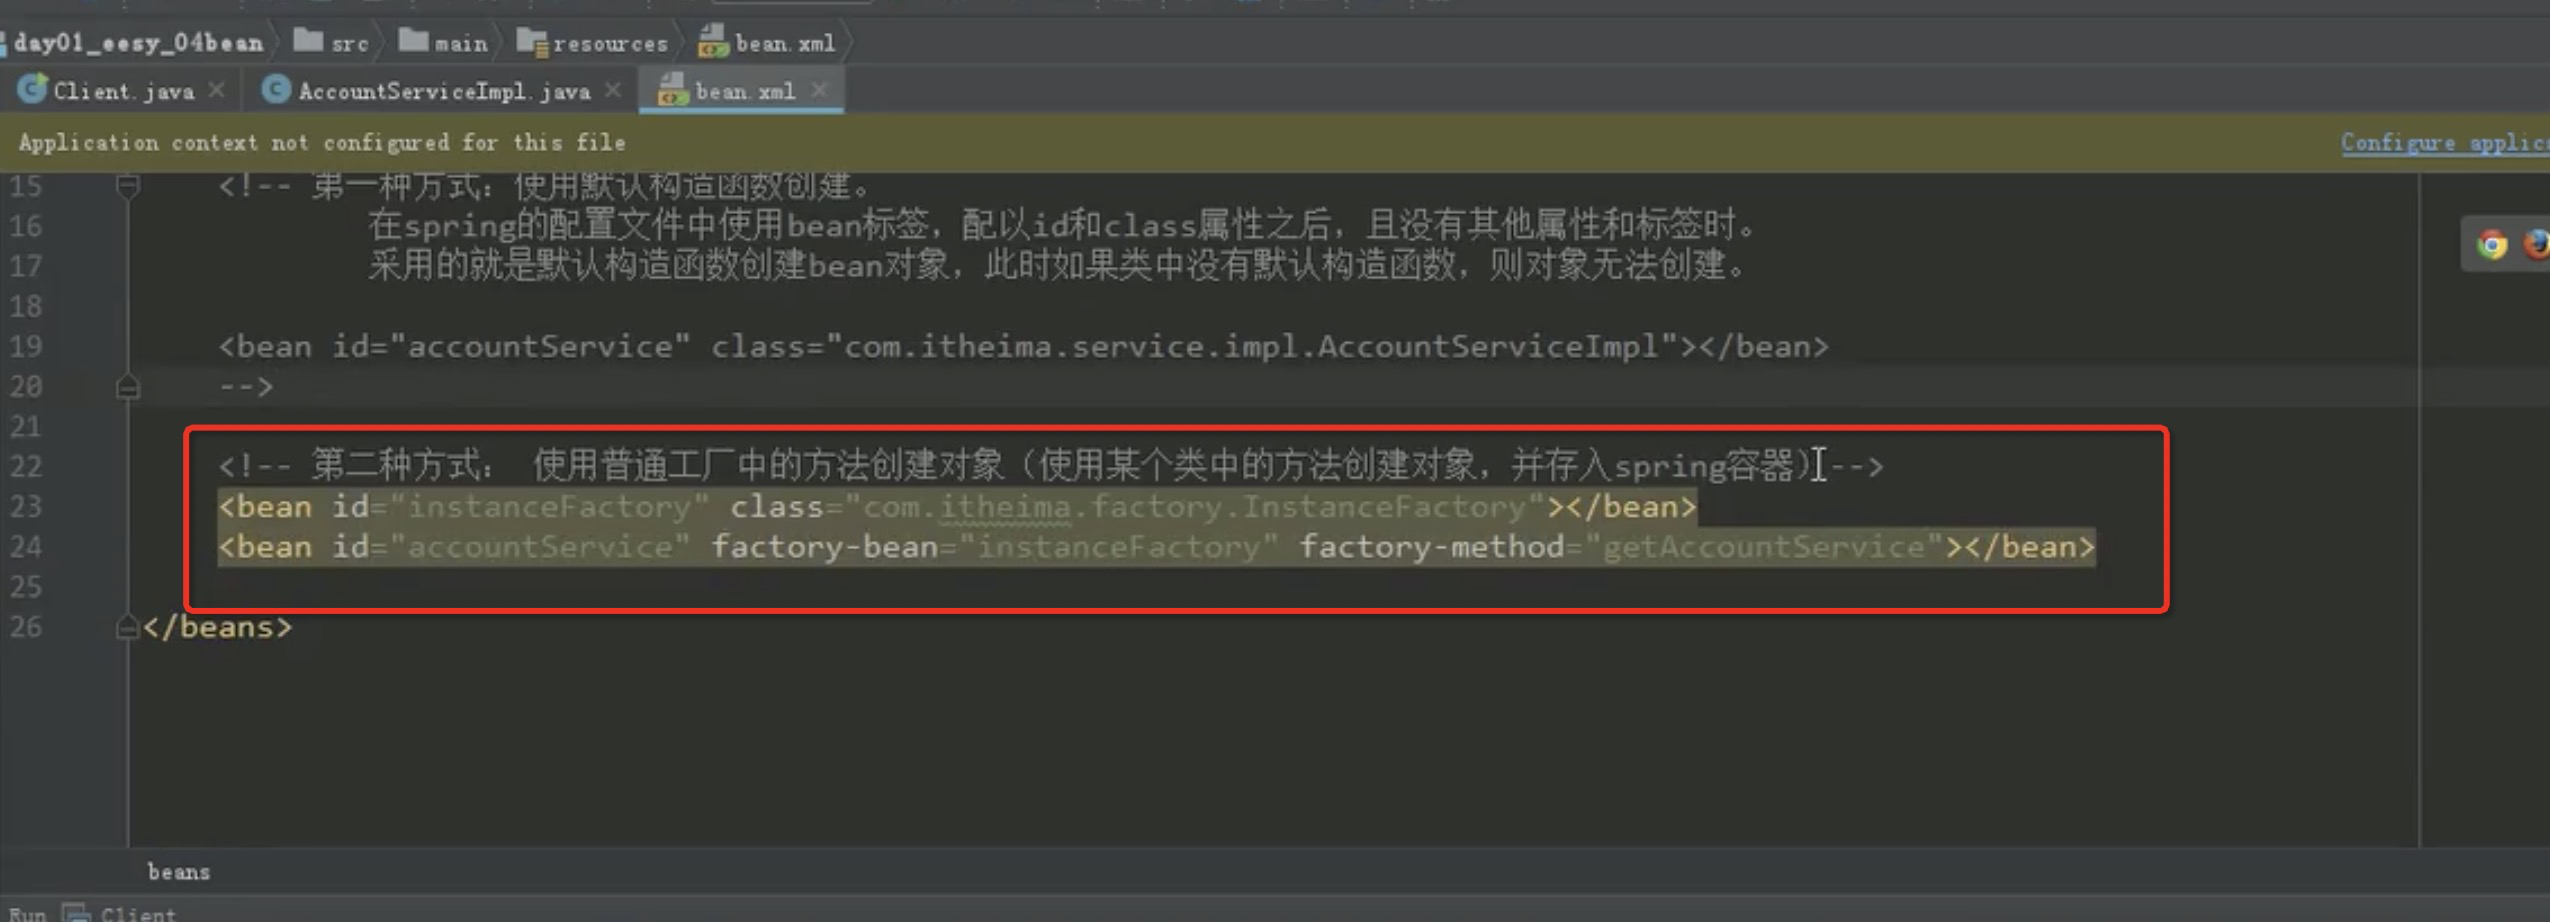 day01_eesy_04bean src main resources bean.xml
Client.java AccountServiceImpl.java bean.xml
Application context not configured for this file Configure applic
15 <!-- 第一种方式：使用默认构造函数创建。
16 在spring的配置文件中使用bean标签，配以id和class属性之后，且没有其他属性和标签时。
17 采用的就是默认构造函数创建bean对象，此时如果类中没有默认构造函数，则对象无法创建。
18
19 <bean id="accountService" class="com.itheima.service.impl.AccountServiceImpl"></bean>
20 -->
21
22 <!-- 第二种方式： 使用普通工厂中的方法创建对象（使用某个类中的方法创建对象，并存入spring容器）-->
23 <bean id="instanceFactory" class="com.itheima.factory.InstanceFactory"></bean>
24 <bean id="accountService" factory-bean="instanceFactory" factory-method="getAccountService"></bean>
25
26 </beans>
beans
Run Client